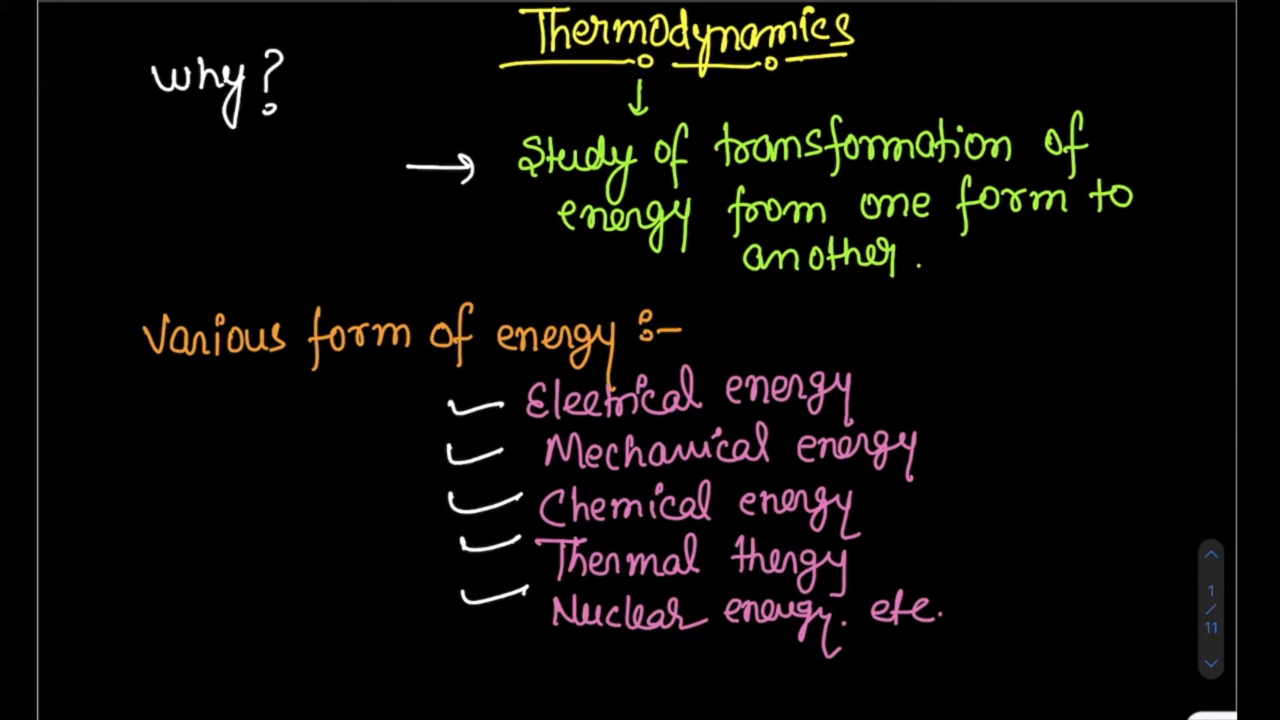 Thermodynamics
why?
↓
→ Study of transformation of
energy from one form to
another.
Various form of energy :-
Electrical energy
Mechanical energy
Chemical energy
Thermal thergy
Nuclear energy. etc.
1
/
11